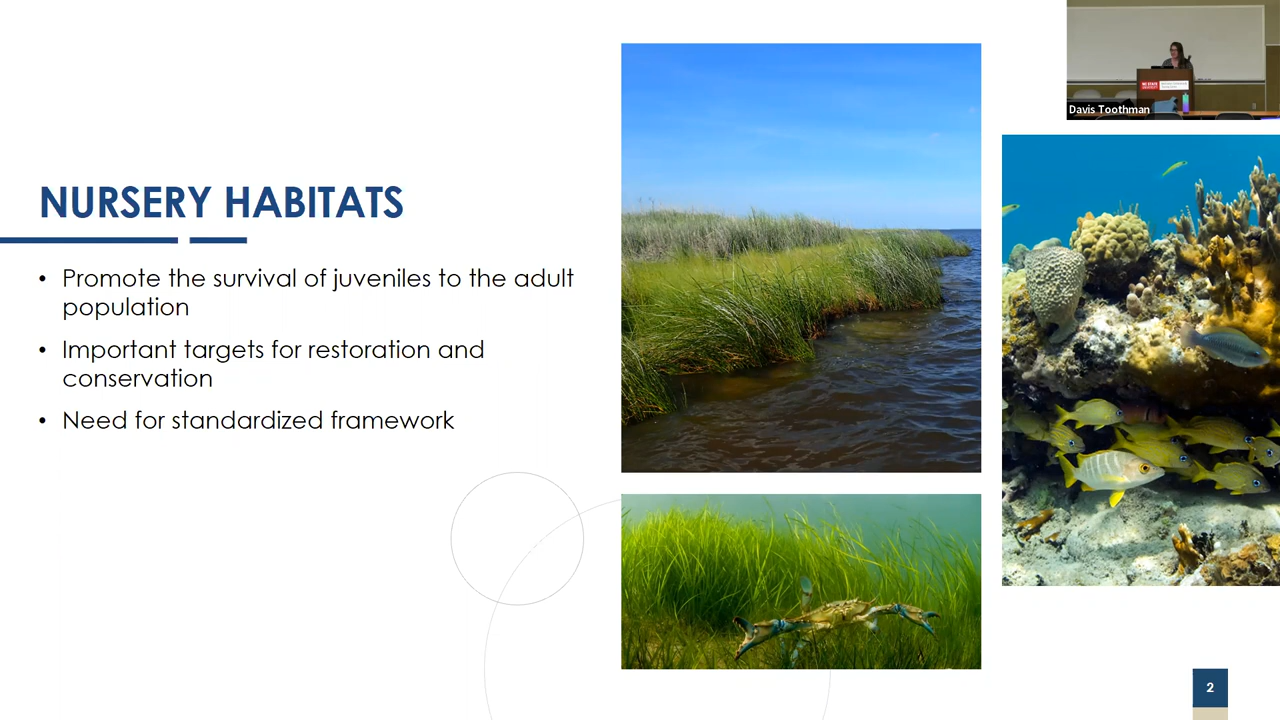 Davis Toothman
NURSERY HABITATS
• Promote the survival of juveniles to the adult
population
• Important targets for restoration and
conservation
• Need for standardized framework
2